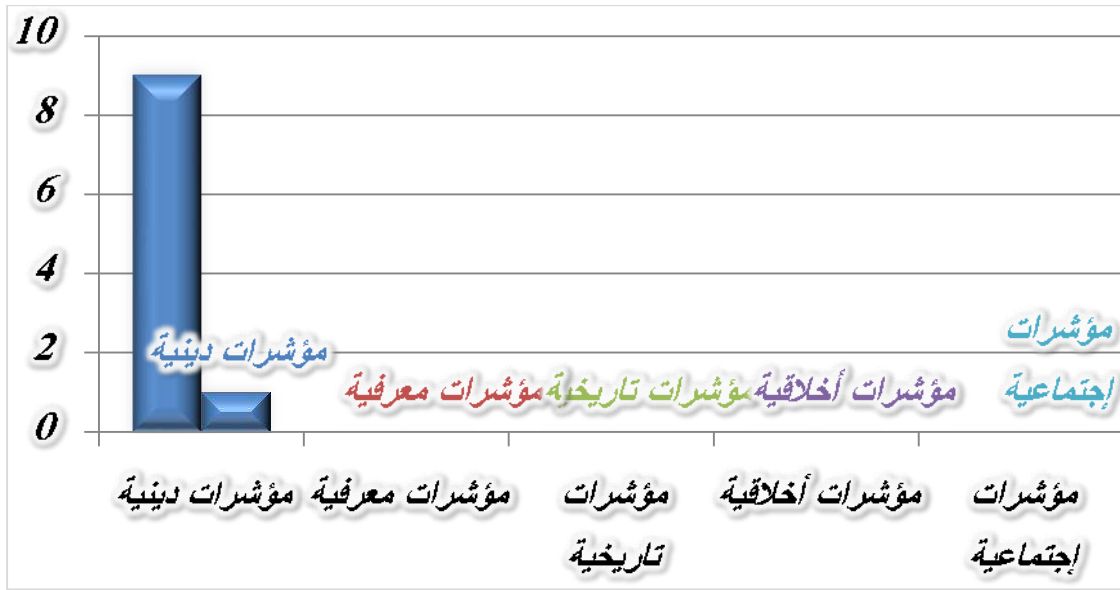 10
8
6
4
2
0
مؤشرات دينية
مؤشرات معرفية
مؤشرات تاريخية
مؤشرات أخلاقية
مؤشرات
إجتماعية
مؤشرات دينية
مؤشرات معرفية
مؤشرات
تاريخية
مؤشرات أخلاقية
مؤشرات
إجتماعية